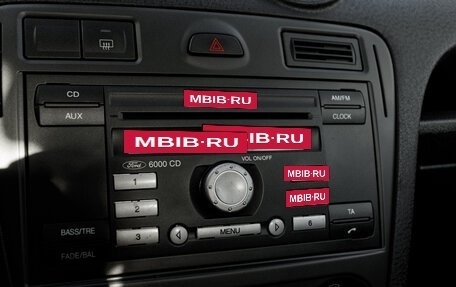 MBIB·RU
CD
AM/FM
AUX
CLOCK
MBIB·RU
IB·RU
Ford 6000 CD
VOL ON/OFF
1
MBIB·RU
2
MBIB·RU
TA
BASS/TRE
3
MENU
6
FADE/BAL